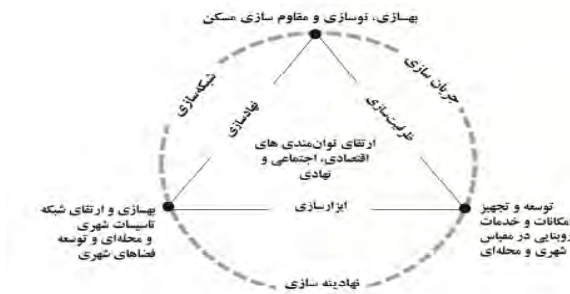 بهسازی، نوسازی و مقاوم سازی مسکن
شبکه‌سازی
جریان سازی
نهادسازی
ظرفیت‌سازی
ارتقای توان‌مندی های
اقتصادی، اجتماعی و
نهادی
ابزارسازی
توسعه و تجهیز
امکانات و خدمات
روبنایی در مقیاس
شهری و محله‌ای
بهسازی و ارتقای شبکه
تاسیسات شهری
و محله‌ای و توسعه
فضاهای شهری
نهادینه سازی